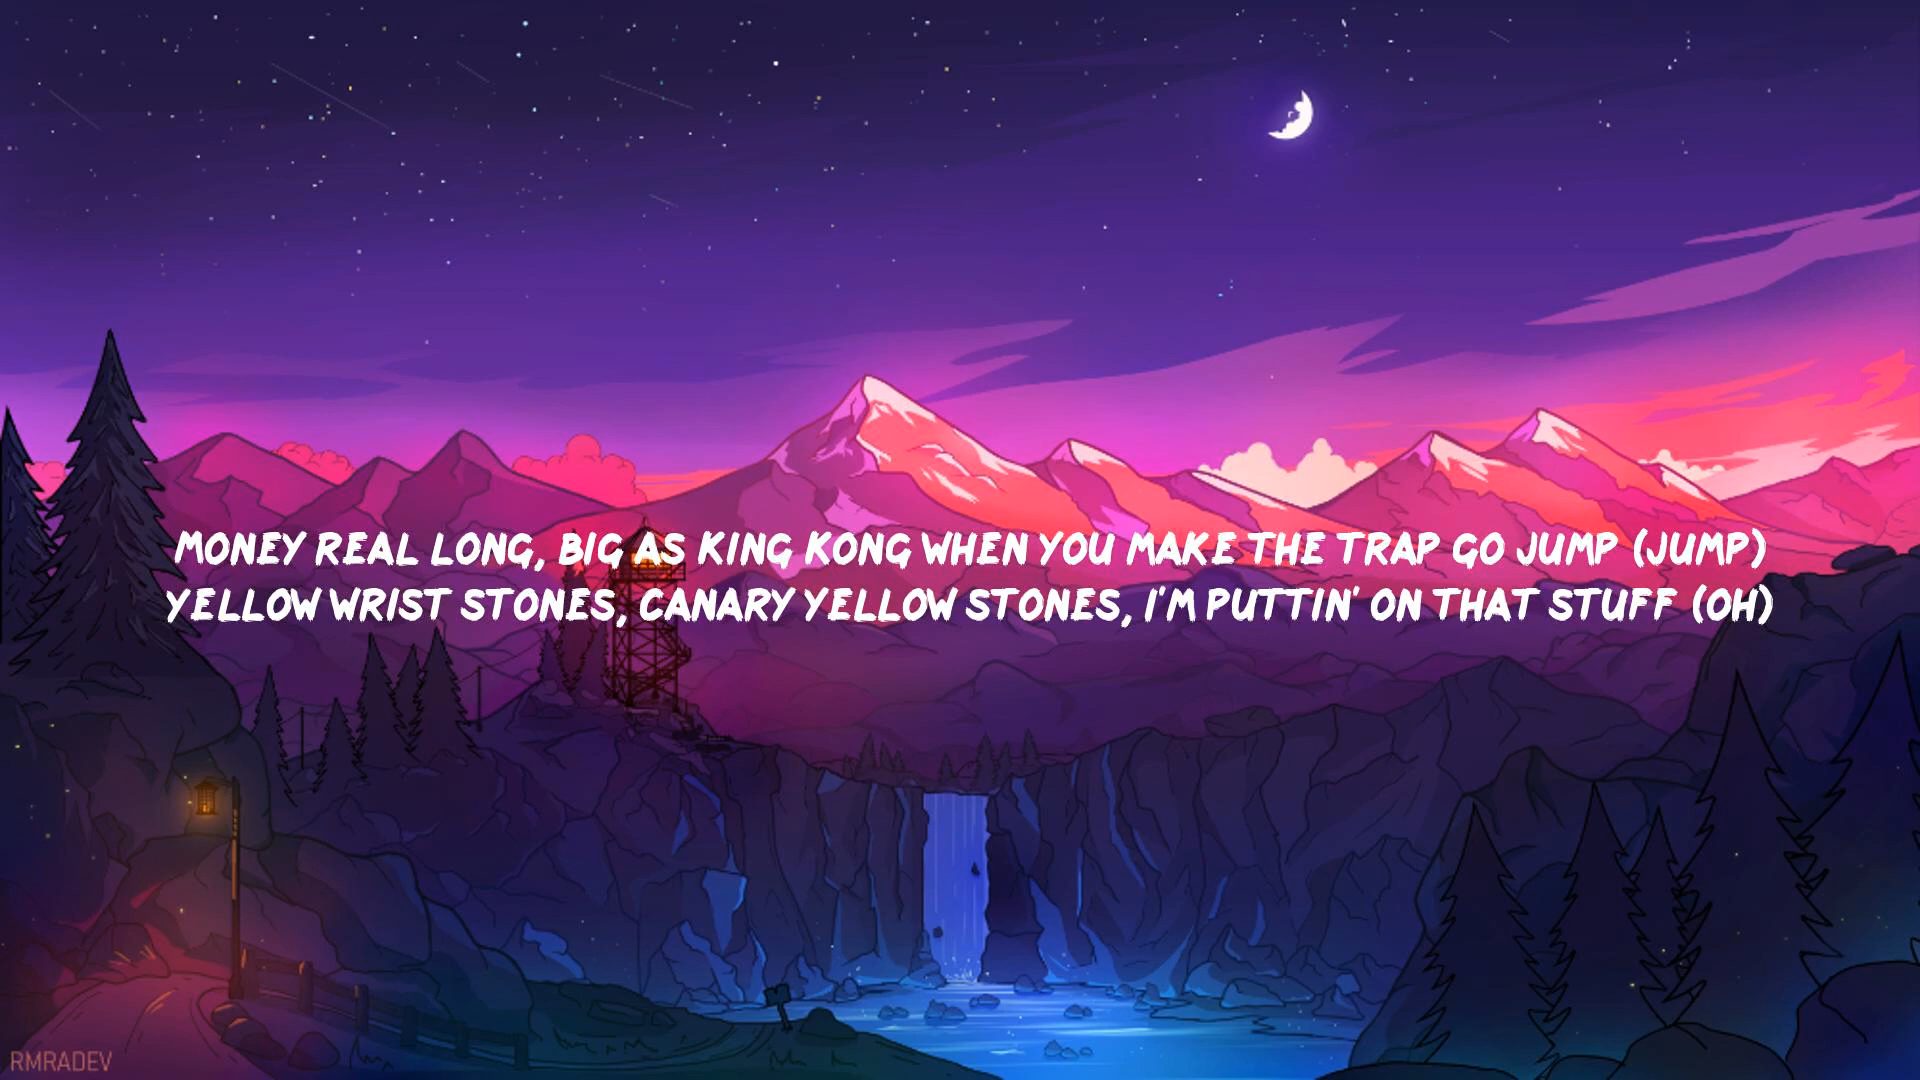 MONEY REAL LONG, BIG AS KING KONG WHEN YOU MAKE THE TRAP GO JUMP (JUMP)
YELLOW WRIST STONES, CANARY YELLOW STONES, I'M PUTTIN' ON THAT STUFF (OH)
RMRADEV